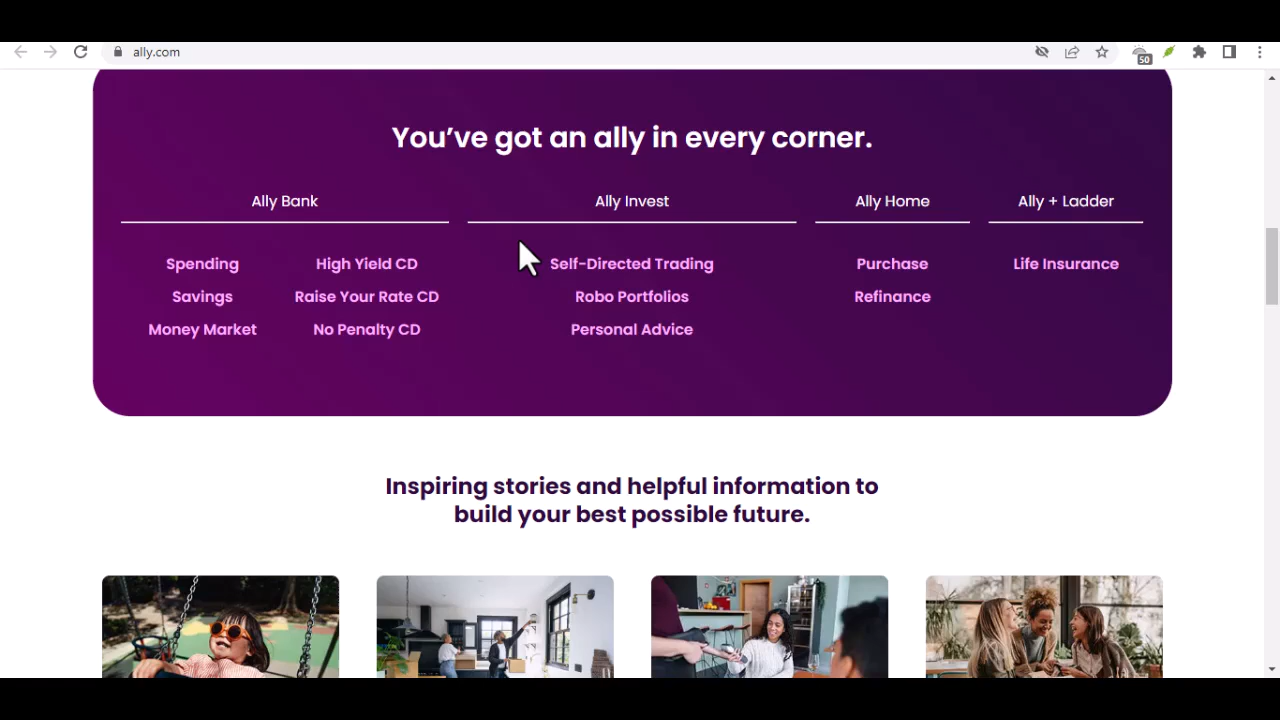 ally.com
50
You've got an ally in every corner.
Ally Bank
Ally Invest
Ally Home
Ally + Ladder
Spending
High Yield CD
Self-Directed Trading
Purchase
Life Insurance
Savings
Raise Your Rate CD
Robo Portfolios
Refinance
Money Market
No Penalty CD
Personal Advice
Inspiring stories and helpful information to
build your best possible future.